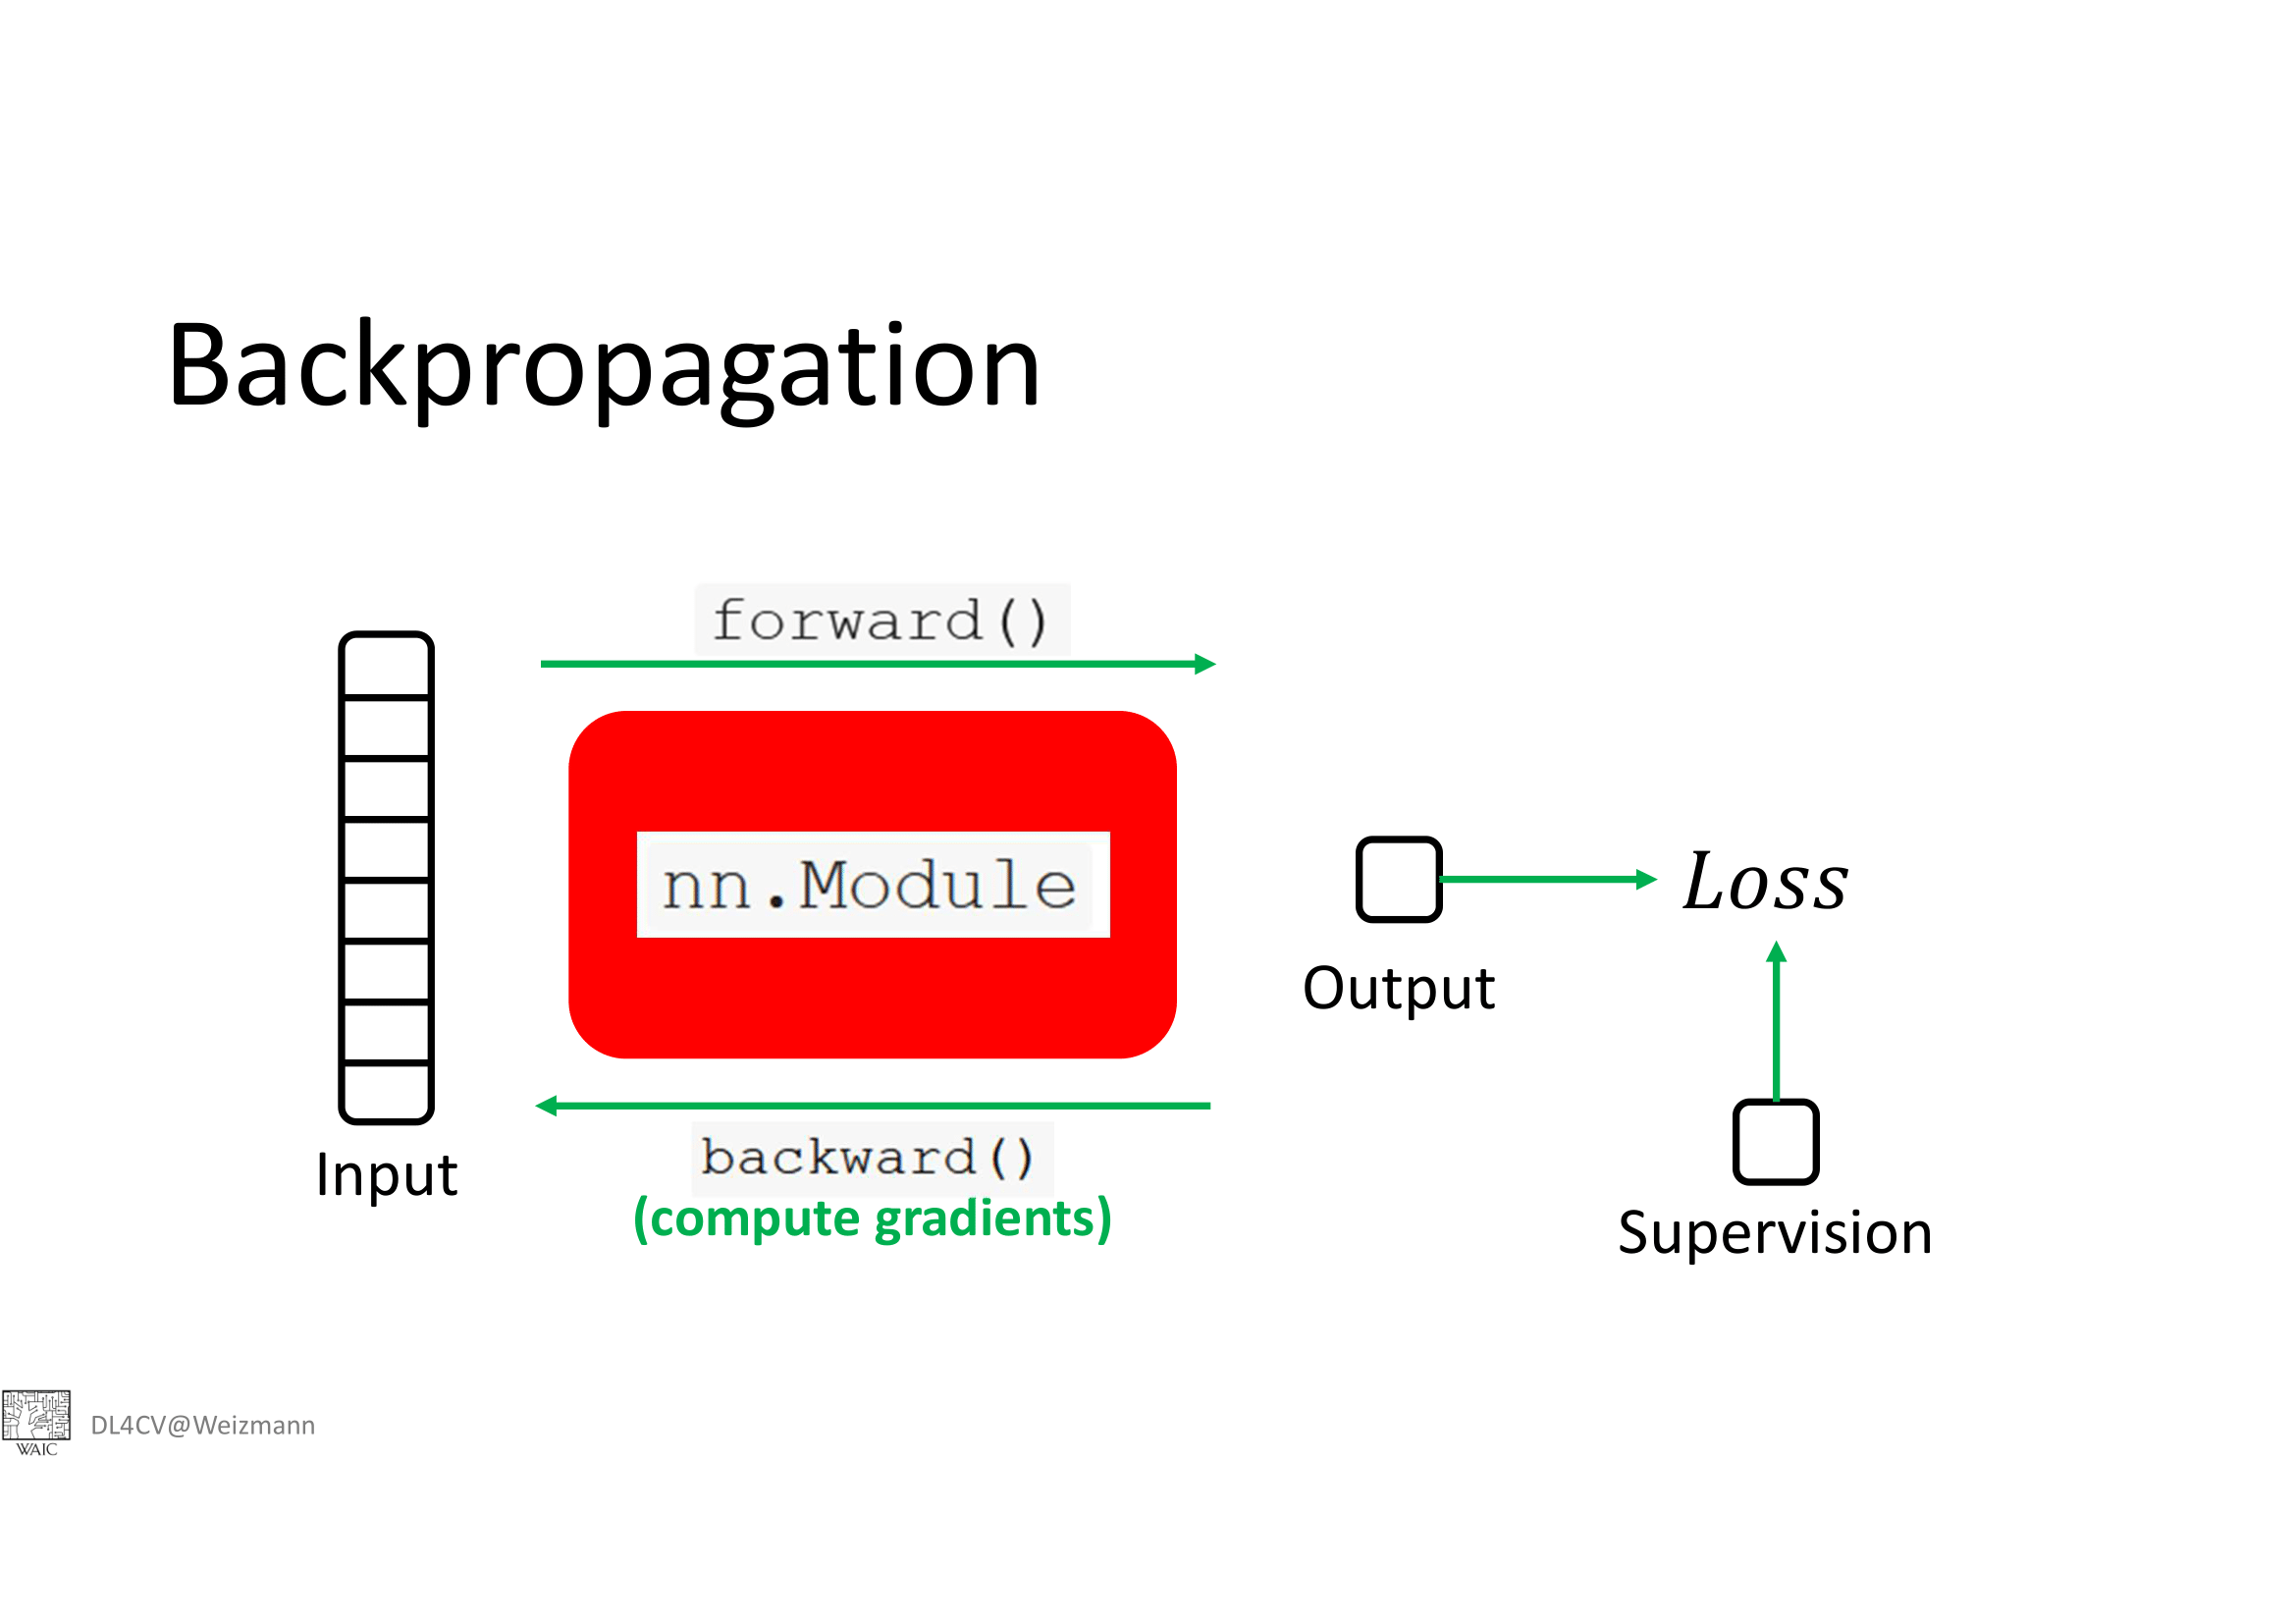 Backpropagation
forward()
nn.Module
Output
Loss
Input
backward()
(compute gradients)
Supervision
WAIC
DL4CV@Weizmann